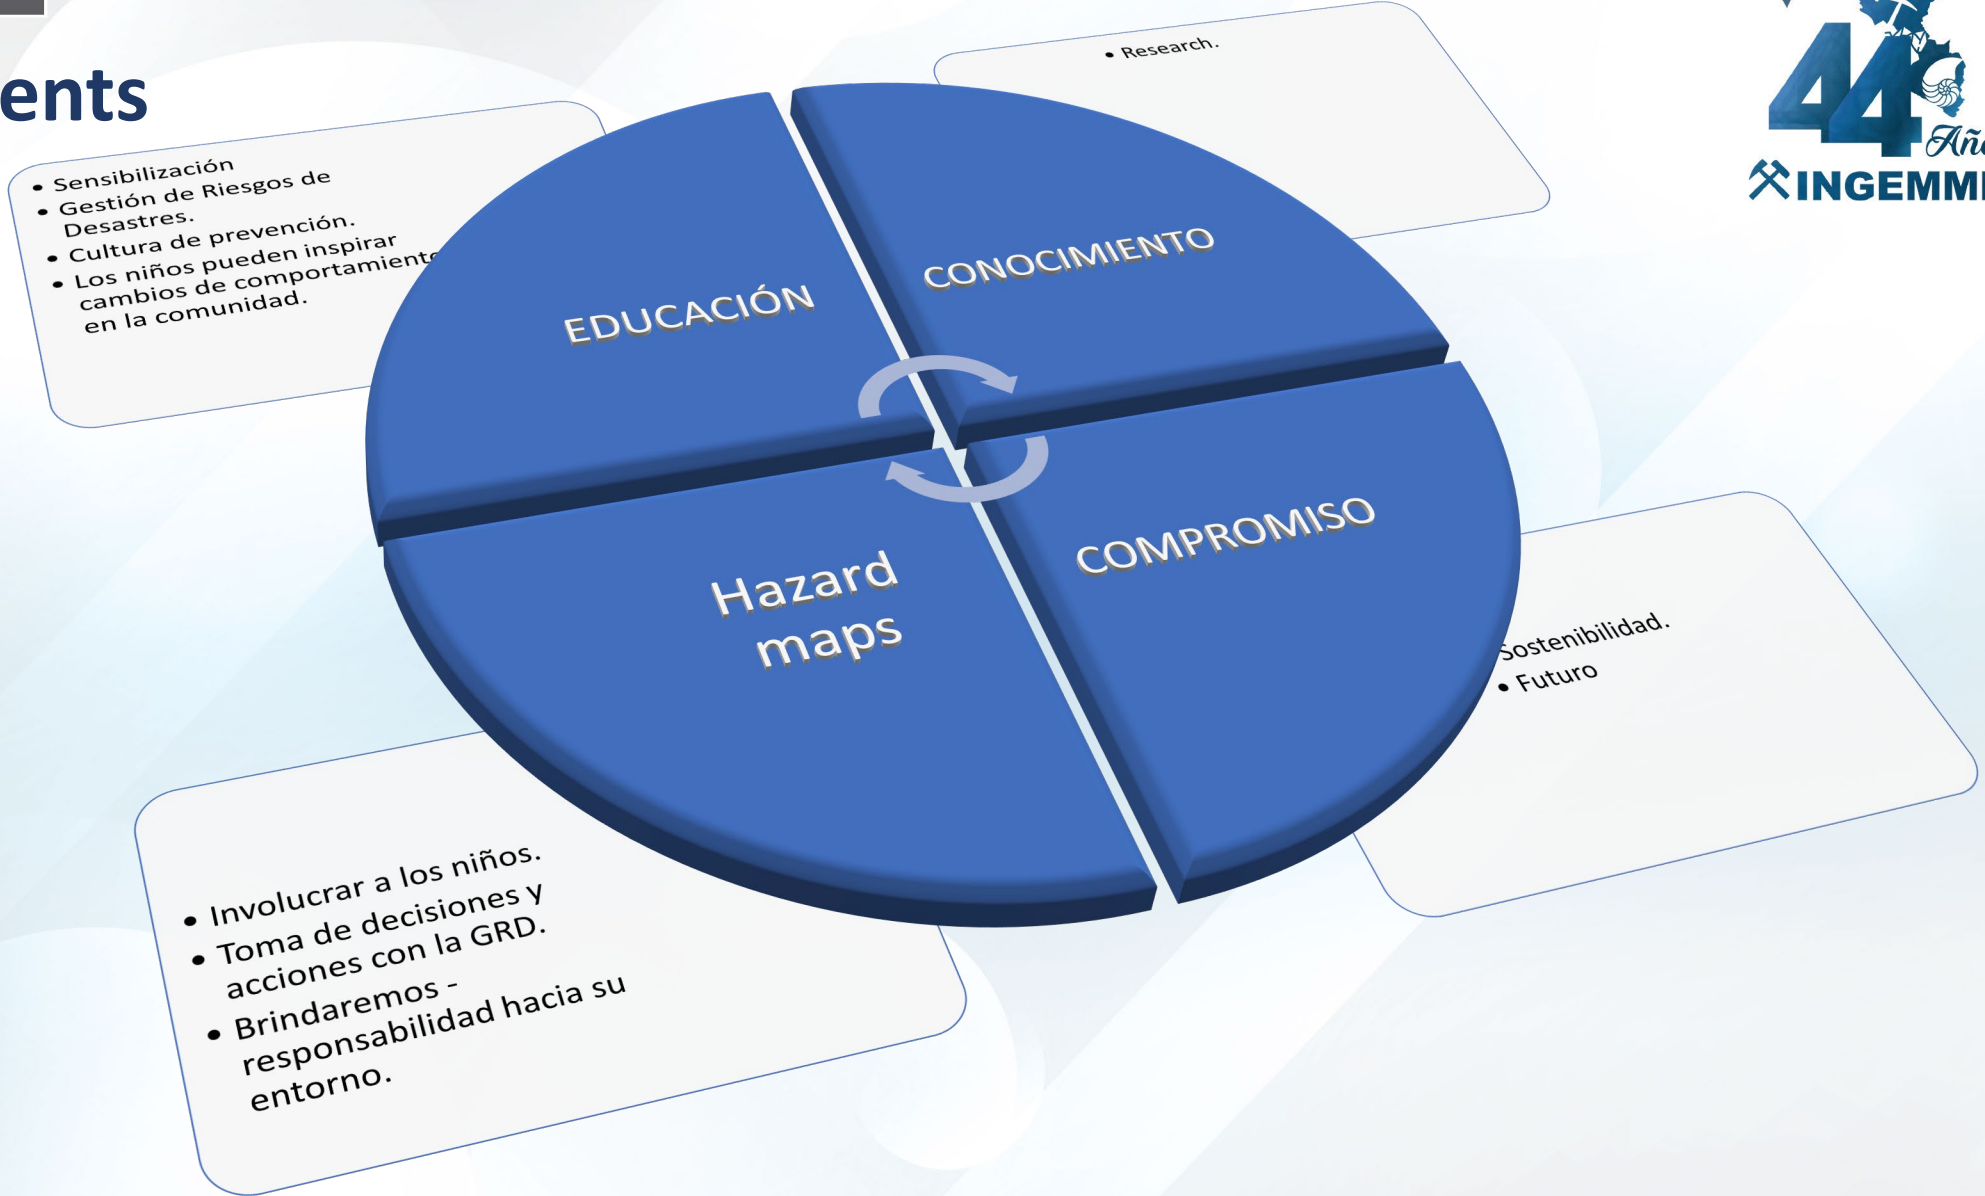 ents
• Research.
44
INGEMM
• Sensibilización
• Gestión de Riesgos de
Desastres.
• Cultura de prevención.
• Los niños pueden inspirar
cambios de comportamiento
en la comunidad.
EDUCACIÓN
CONOCIMIENTO
Hazard
maps
COMPROMISO
Sostenibilidad.
• Futuro
• Involucrar a los niños.
• Toma de decisiones y
acciones con la GRD.
• Brindaremos -
responsabilidad hacia su
entorno.